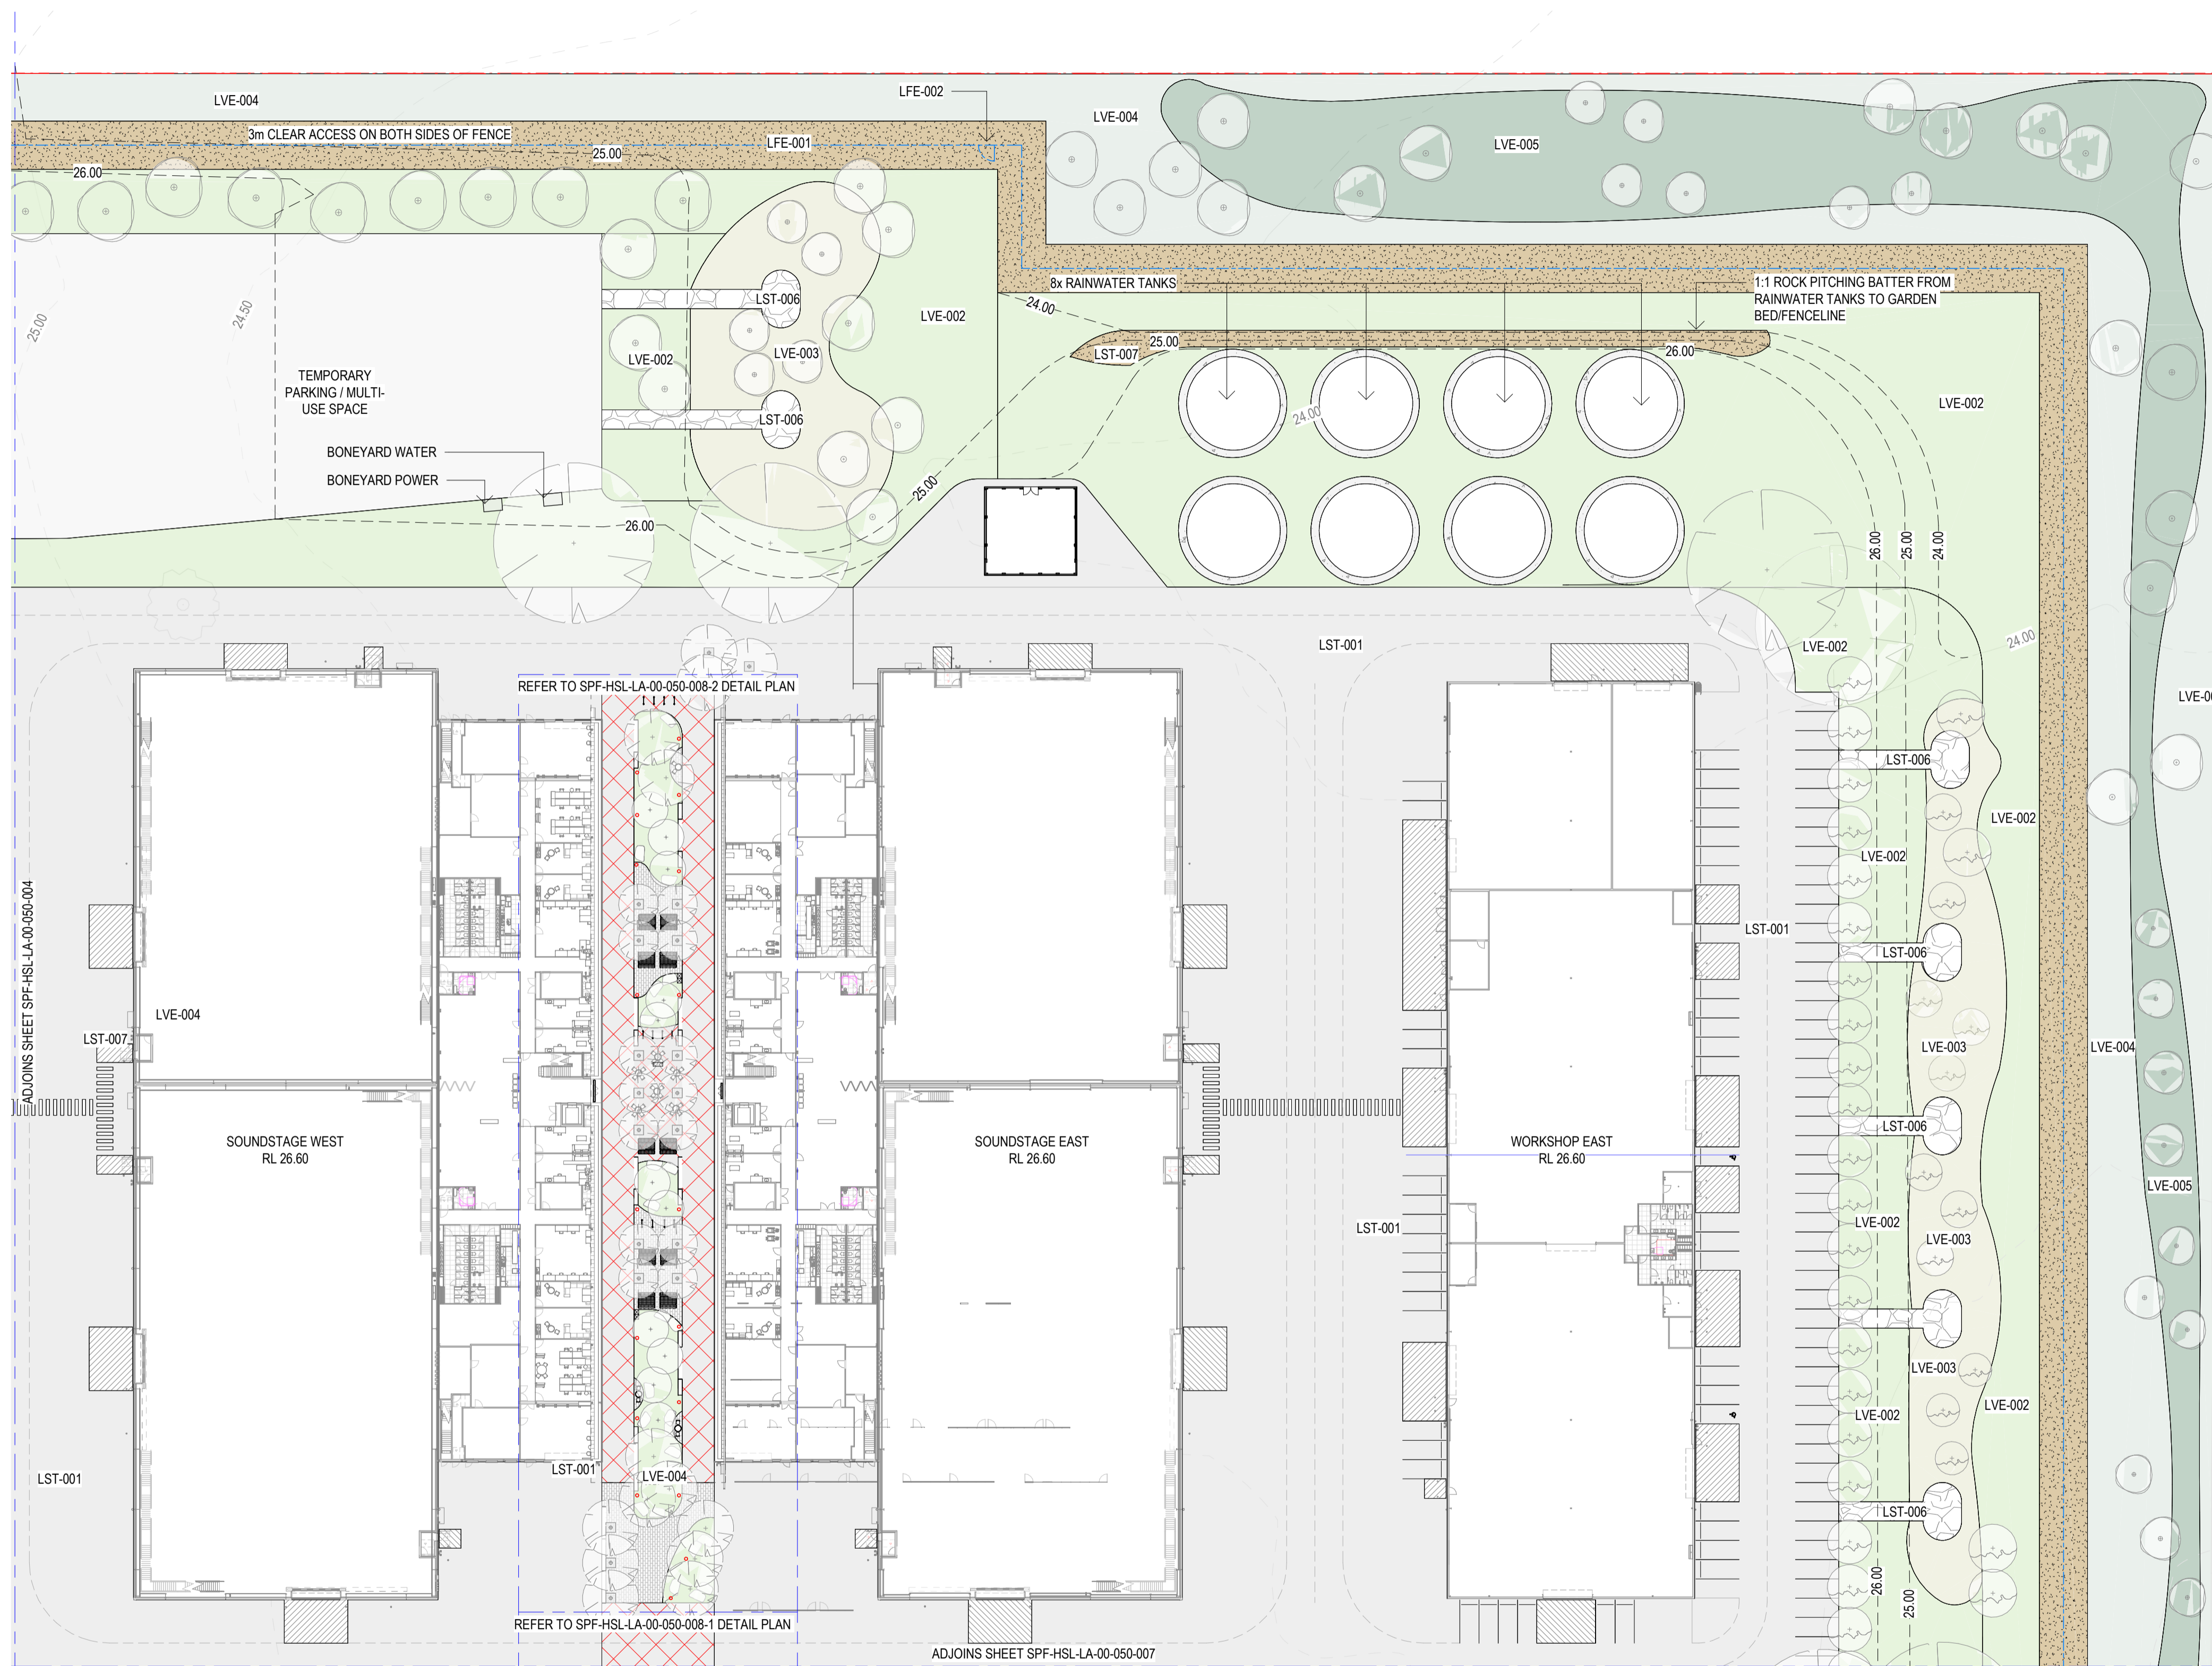 LVE-004
LFE-002
LVE-004
3m CLEAR ACCESS ON BOTH SIDES OF FENCE
LFE-001
LVE-005
25.00
26.00
8x RAINWATER TANKS
1:1 ROCK PITCHING BATTER FROM
RAINWATER TANKS TO GARDEN
BED/FENCELINE
LST-006
24.00
LVE-002
24.50
25.00
25.00
LST-007
26.00
LVE-002
LVE-003
TEMPORARY
PARKING / MULTI-
USE SPACE
LVE-002
24.00
LST-006
BONEYARD WATER
BONEYARD POWER
25.00
26.00
26.00
25.00
24.00
24.00
LST-001
LVE-002
REFER TO SPF-HSL-LA-00-050-008-2 DETAIL PLAN
LST-006
LVE-002
LVE-002
ADJOINS SHEET SPF-HSL-LA-00-050-004
LST-001
LST-006
LVE-004
LST-007
LVE-003
LVE-004
LST-006
SOUNDSTAGE WEST
RL 26.60
SOUNDSTAGE EAST
RL 26.60
WORKSHOP EAST
RL 26.60
LVE-005
LST-001
LVE-002
LVE-003
LVE-003
LVE-002
LVE-002
LST-001
LST-001
LVE-004
LST-006
26.00
25.00
REFER TO SPF-HSL-LA-00-050-008-1 DETAIL PLAN
ADJOINS SHEET SPF-HSL-LA-00-050-007